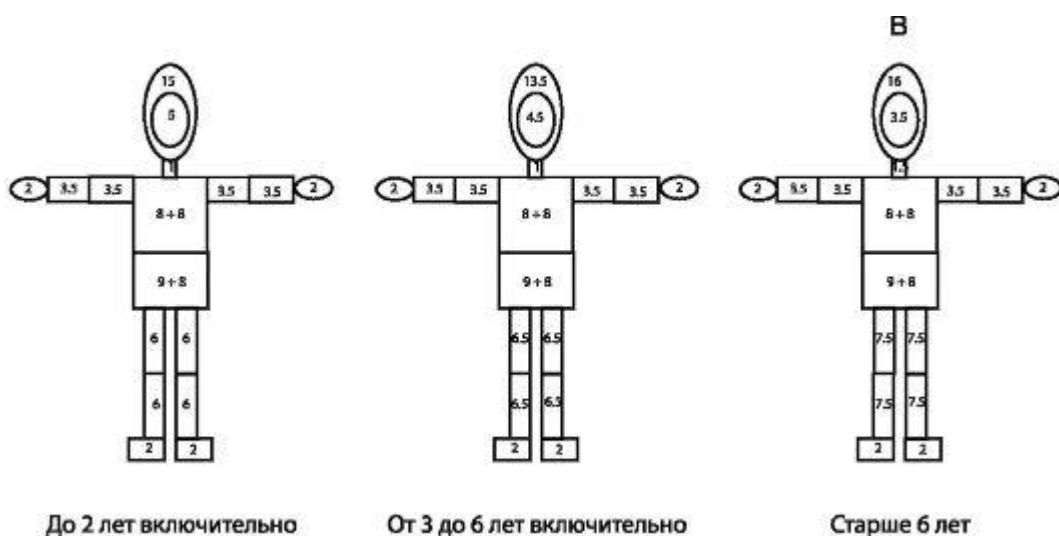 В
15 13.5 16
5 4.5 3.5
1 1
2 3.5 3.5 3.5 3.5 2 2 3.5 3.5 3.5 3.5 2 2 3.5 3.5 3.5 3.5 2
8 + 8 8 + 8 8 + 8
9 + 8 9 + 8 9 + 8
6 6 6.5 6.5 7.5 7.5
6 6 6.5 6.5 7.5 7.5
2 2 2 2 2 2
До 2 лет включительно От 3 до 6 лет включительно Старше 6 лет